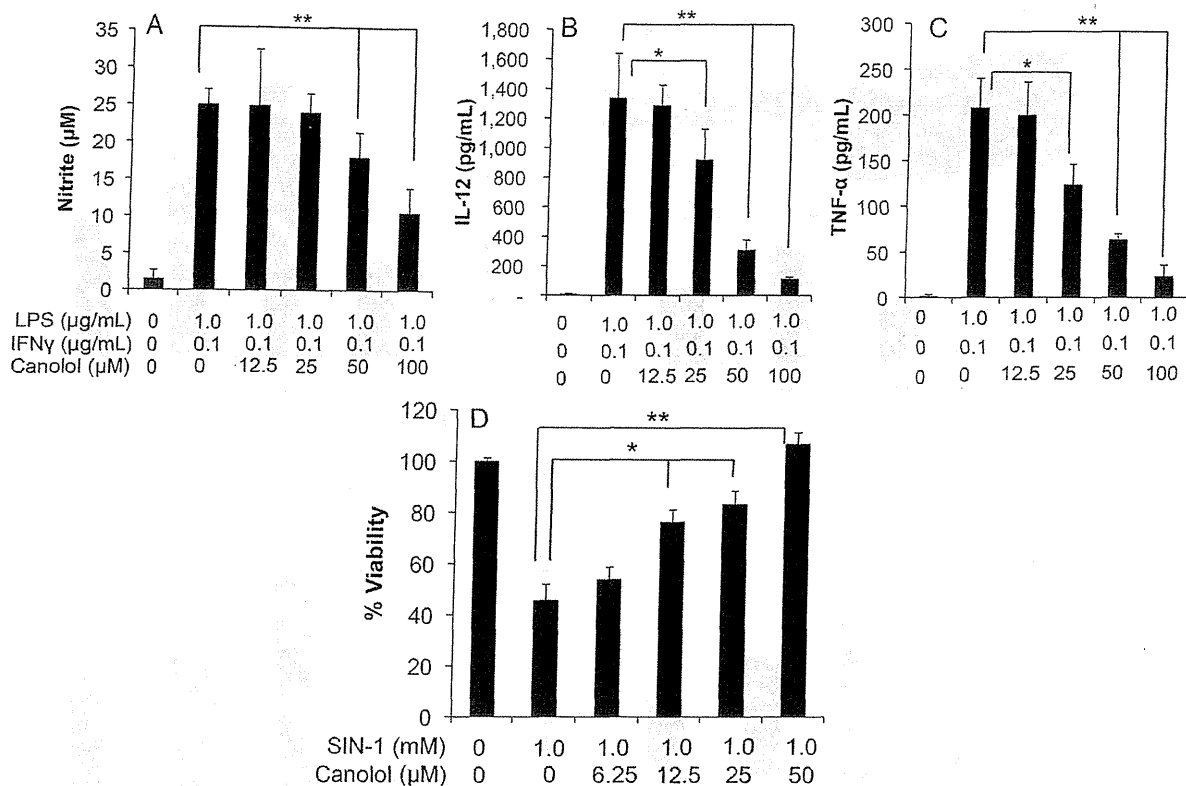 A
**
Nitrite (µM)
35
30
25
20
15
10
5
0
LPS (µg/mL) 0 1.0 1.0 1.0 1.0 1.0
IFNγ (µg/mL) 0 0.1 0.1 0.1 0.1 0.1
Canolol (µM) 0 0 12.5 25 50 100
B
**
*
IL-12 (pg/mL)
1,800
1,600
1,400
1,200
1,000
800
600
400
200
-
0 1.0 1.0 1.0 1.0 1.0
0 0.1 0.1 0.1 0.1 0.1
0 0 12.5 25 50 100
C
**
*
TNF-α (pg/mL)
300
250
200
150
100
50
0
0 1.0 1.0 1.0 1.0 1.0
0 0.1 0.1 0.1 0.1 0.1
0 0 12.5 25 50 100
D
**
*
% Viability
120
100
80
60
40
20
0
SIN-1 (mM) 0 1.0 1.0 1.0 1.0 1.0
Canolol (µM) 0 0 6.25 12.5 25 50